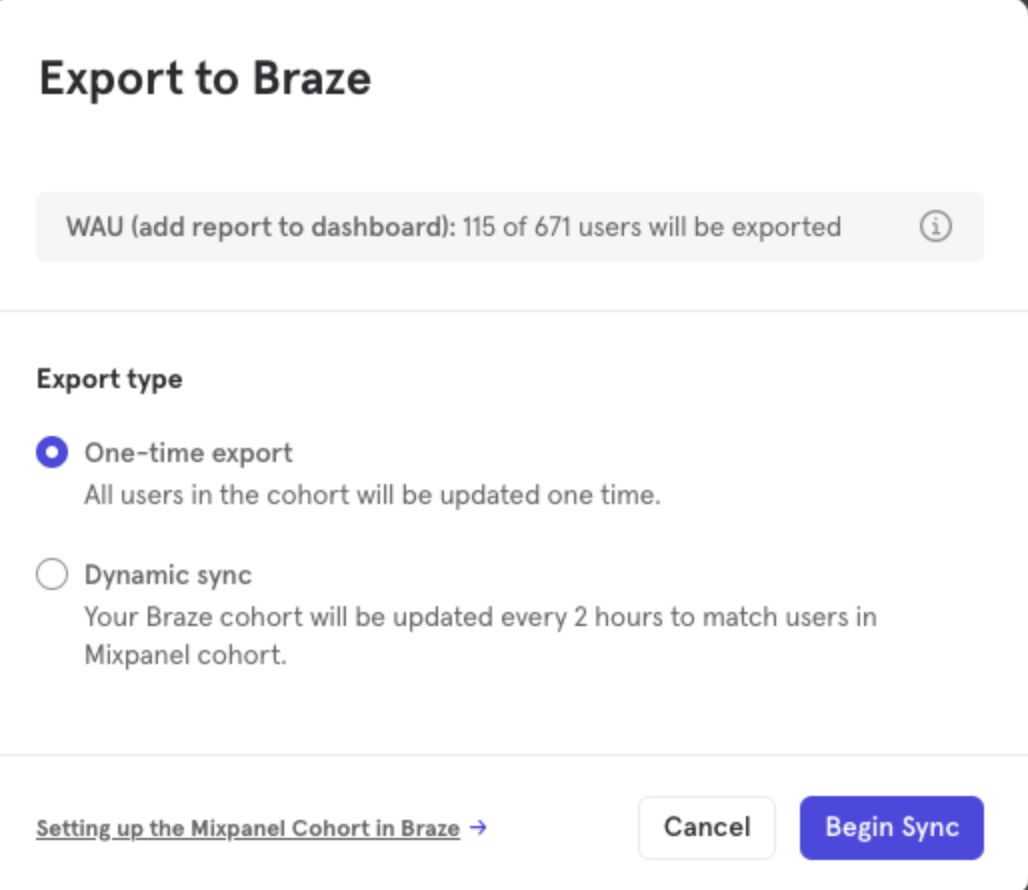 Export to Braze
WAU (add report to dashboard): 115 of 671 users will be exported
Export type
One-time export
All users in the cohort will be updated one time.
Dynamic sync
Your Braze cohort will be updated every 2 hours to match users in
Mixpanel cohort.
Setting up the Mixpanel Cohort in Braze →
Cancel
Begin Sync